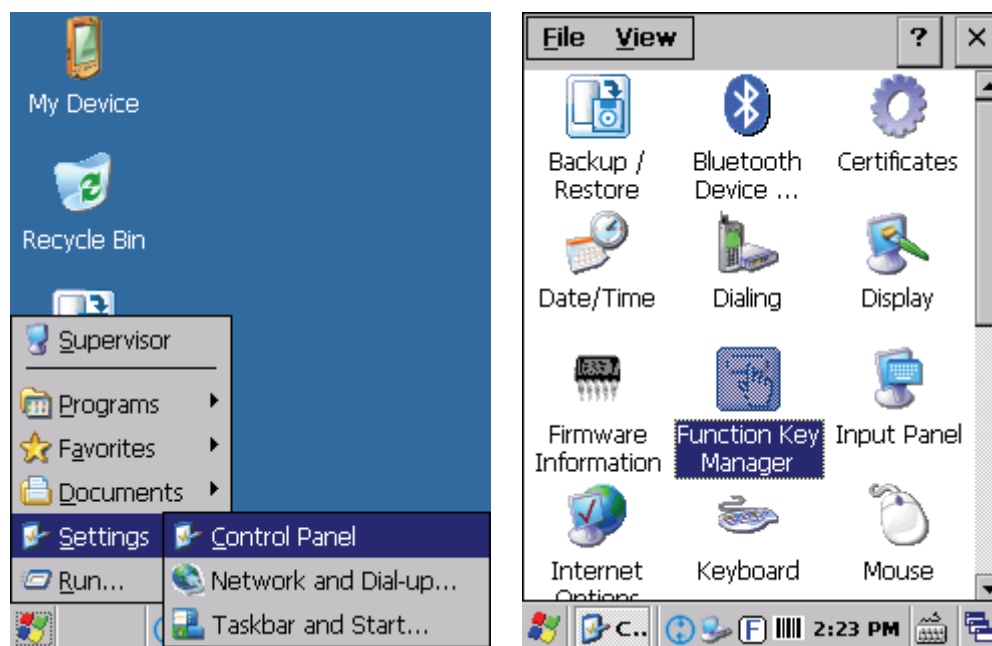 My Device
Recycle Bin
Supervisor
Programs
Favorites
Documents
Settings
Run...
Control Panel
Network and Dial-up...
Taskbar and Start...
File View ? ×
Backup /
Restore
Bluetooth
Device ...
Certificates
Date/Time
Dialing
Display
Firmware
Information
Function Key
Manager
Input Panel
Internet
Options
Keyboard
Mouse
C.. F 2:23 PM